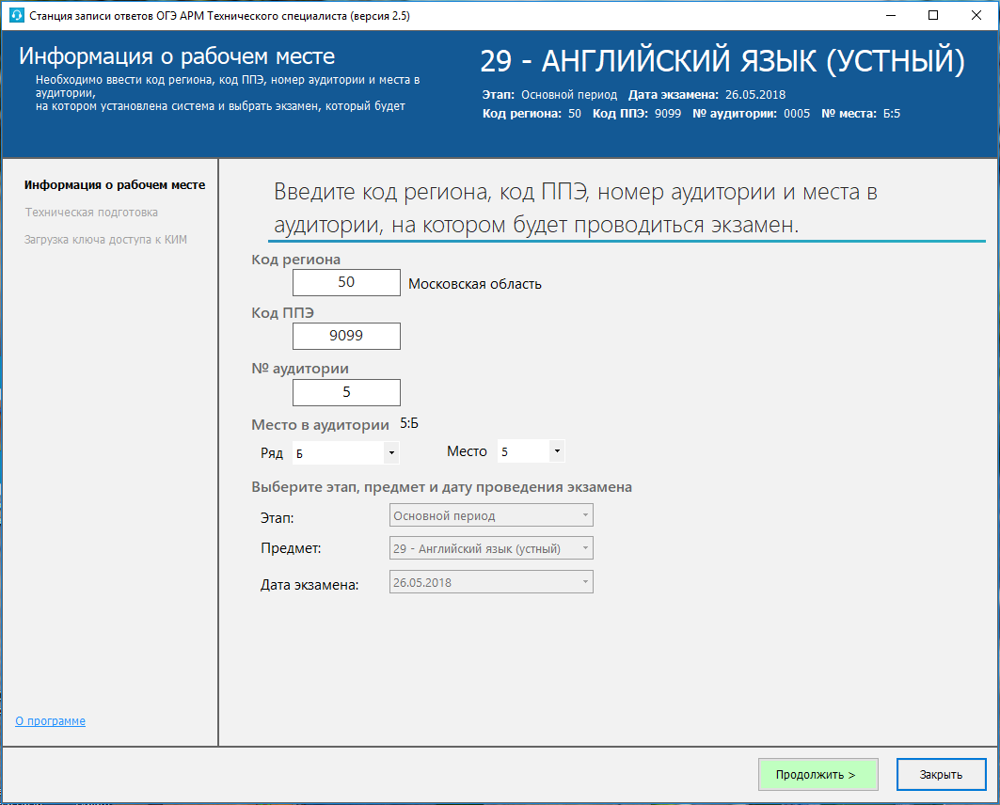 Станция записи ответов ОГЭ АРМ Технического специалиста (версия 2.5)
Информация о рабочем месте
Необходимо ввести код региона, код ППЭ, номер аудитории и места в
аудитории,
на котором установлена система и выбрать экзамен, который будет
29 - АНГЛИЙСКИЙ ЯЗЫК (УСТНЫЙ)
Этап: Основной период Дата экзамена: 26.05.2018
Код региона: 50 Код ППЭ: 9099 № аудитории: 0005 № места: Б:5
Информация о рабочем месте
Техническая подготовка
Загрузка ключа доступа к КИМ
О программе
Введите код региона, код ППЭ, номер аудитории и места в
аудитории, на котором будет проводиться экзамен.
Код региона
50 Московская область
Код ППЭ
9099
№ аудитории
5
Место в аудитории 5:Б
Ряд Б Место 5
Выберите этап, предмет и дату проведения экзамена
Этап: Основной период
Предмет: 29 - Английский язык (устный)
Дата экзамена: 26.05.2018
Продолжить > Закрыть